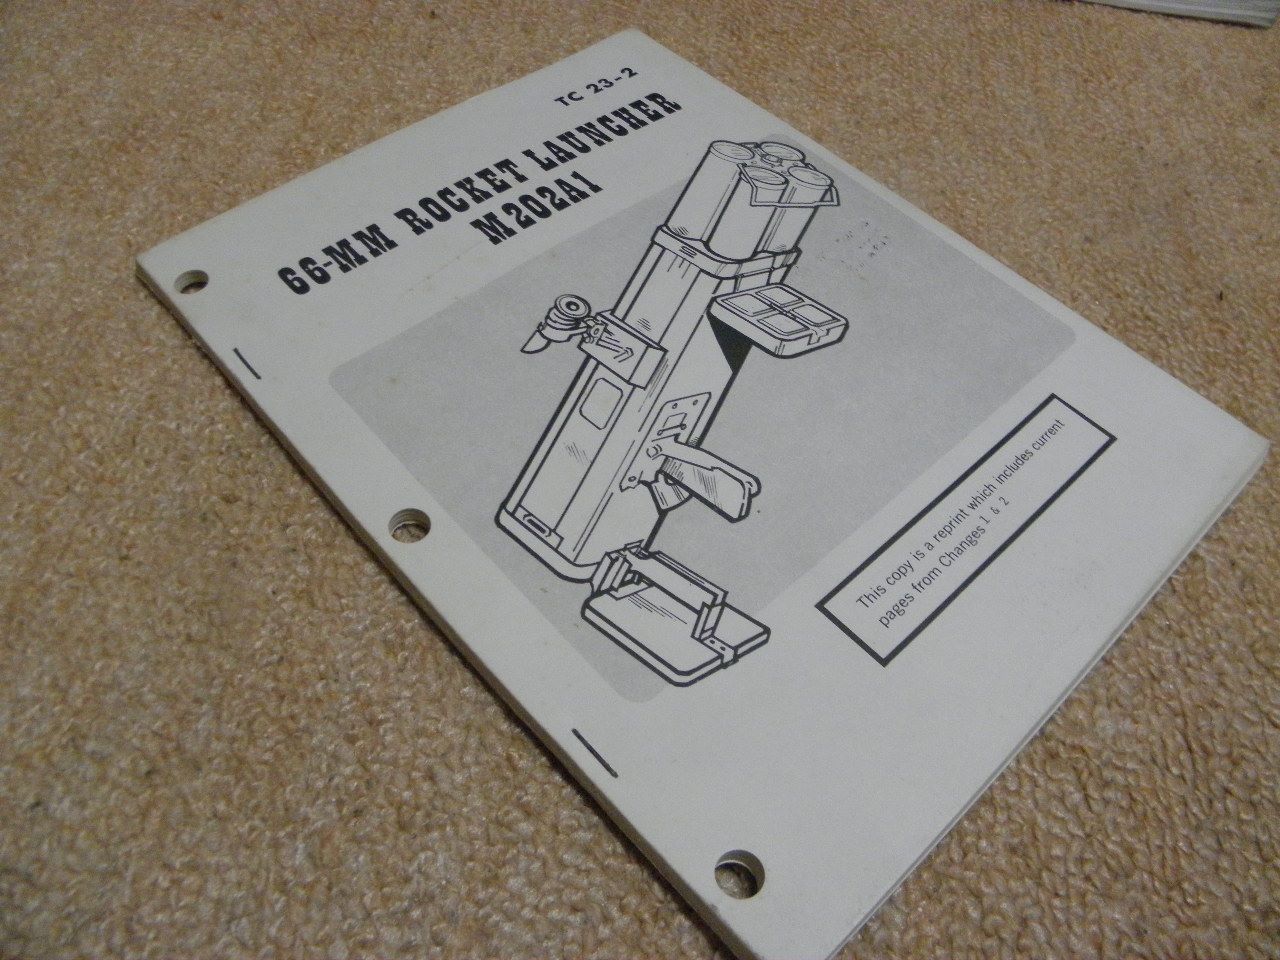 TC 23-2
66-MM ROCKET LAUNCHER
M202A1
This copy is a reprint which includes current
pages from Changes 1 & 2